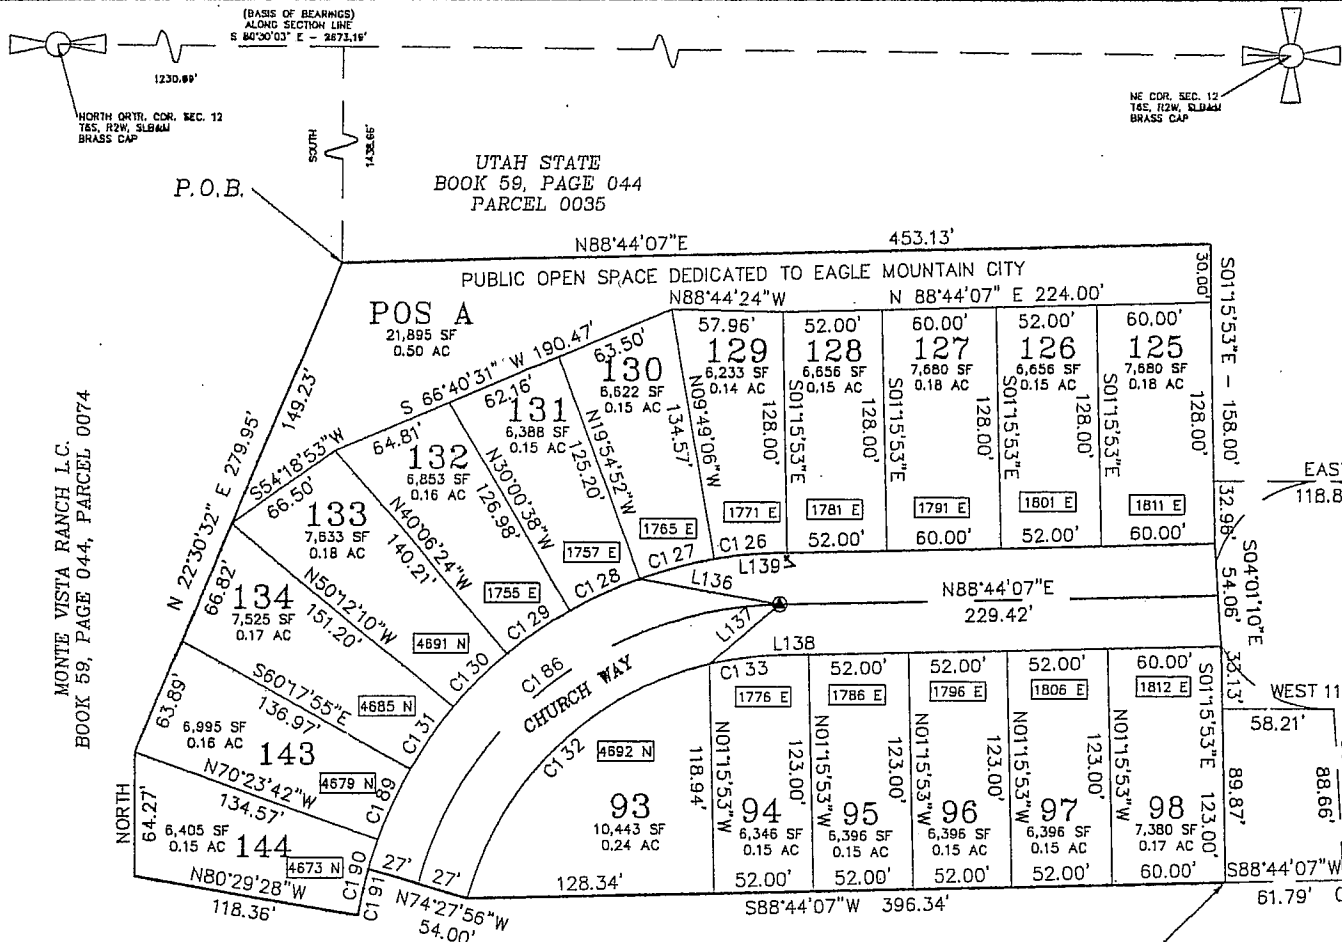 (BASIS OF BEARINGS)
ALONG SECTION LINE
1230.69'
NORTH QRTR. COR. SEC. 12
T6S, R2W, SLB&M
BRASS CAP
NE COR. SEC. 12
T6S, R2W, SLB&M
BRASS CAP
SOUTH
1438.66'
P.O.B.
UTAH STATE
BOOK 59, PAGE 044
PARCEL 0035
N88°44'07"E 453.13'
PUBLIC OPEN SPACE DEDICATED TO EAGLE MOUNTAIN CITY
30.00'
S01°15'53"E - 158.00'
N88°44'24"W N 88°44'07" E 224.00'
POS A
21,895 SF
0.50 AC
S 66°40'31" W 190.47'
S54°18'53"W
N 22°30'32" E 279.95'
149.23'
66.82'
63.89'
MONTE VISTA RANCH L.C.
BOOK 59, PAGE 044, PARCEL 0074
57.96' 52.00' 60.00' 52.00' 60.00'
129
6,233 SF
0.14 AC
128
6,656 SF
0.15 AC
127
7,680 SF
0.18 AC
126
6,656 SF
0.15 AC
125
7,680 SF
0.18 AC
N09°49'06"W
134.57'
128.00'
S01°15'53"E
128.00'
S01°15'53"E
128.00'
S01°15'53"E
128.00'
S01°15'53"E
128.00'
1771 E
1781 E
1791 E
1801 E
1811 E
52.00' 60.00' 52.00' 60.00'
63.50'
130
6,622 SF
0.15 AC
N19°54'52"W
125.20'
1765 E
62.16'
131
6,388 SF
0.15 AC
N30°00'38"W
126.98'
1757 E
64.81'
132
6,853 SF
0.16 AC
N40°06'24"W
140.21'
1755 E
66.50'
133
7,633 SF
0.18 AC
N50°12'10"W
151.20'
4691 N
134
7,525 SF
0.17 AC
S60°17'55"E
136.97'
4685 N
6,995 SF
0.16 AC
143
N70°23'42"W
134.57'
4679 N
NORTH
64.27'
6,405 SF
0.15 AC
144
4673 N
N80°29'28"W
118.36'
C126
C127
C128
C129
C130
C131
C189
C190
C191
L139
L136
L137
L138
C133
C186
CHURCH WAY
C132
N88°44'07"E
229.42'
27'
27'
N74°27'56"W
54.00'
4692 N
93
10,443 SF
0.24 AC
128.34'
118.94'
52.00' 52.00' 52.00' 60.00'
1776 E
1786 E
1796 E
1806 E
1812 E
N01°15'53"W
123.00'
N01°15'53"W
123.00'
N01°15'53"W
123.00'
N01°15'53"W
123.00'
N01°15'53"W
S01°15'53"E 123.00'
94
6,346 SF
0.15 AC
95
6,396 SF
0.15 AC
96
6,396 SF
0.15 AC
97
6,396 SF
0.15 AC
98
7,380 SF
0.17 AC
52.00' 52.00' 52.00' 52.00' 60.00'
S88°44'07"W 396.34'
EAS
118.8
32.98'
54.06'
S04°01'10"E
33.13'
WEST 11
58.21'
89.87'
88.66'
S88°44'07"W
61.79'